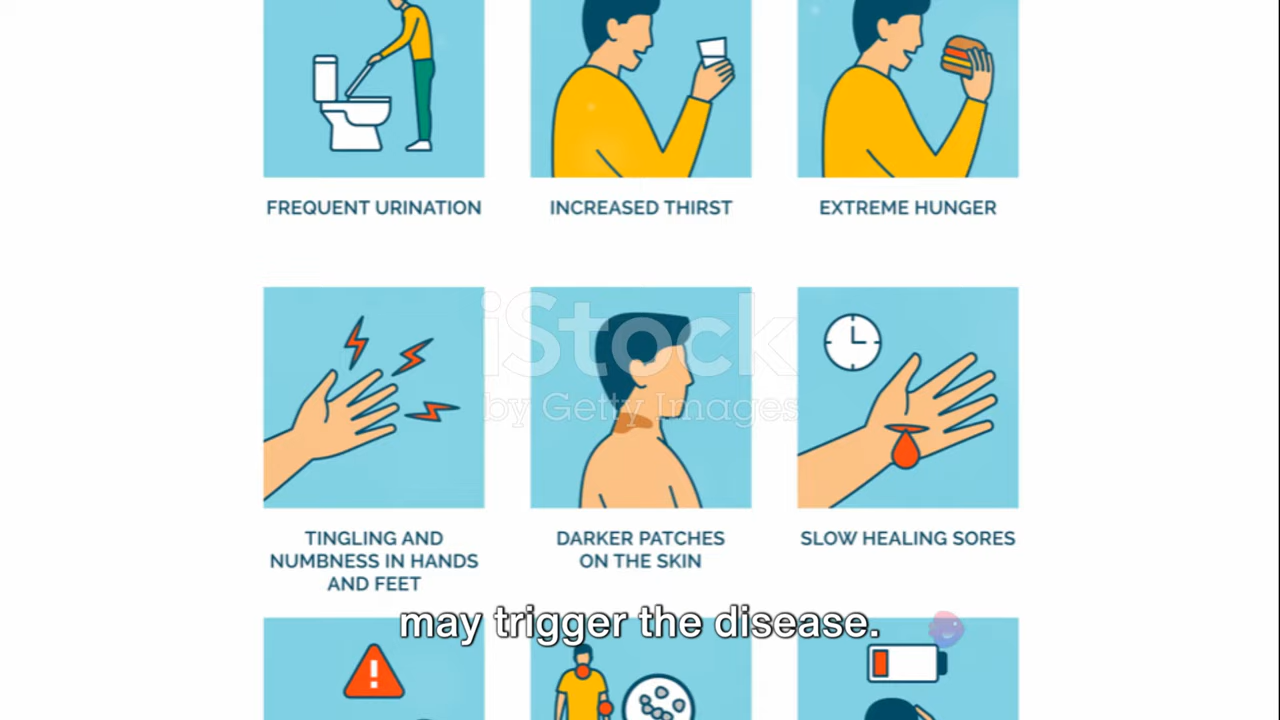 FREQUENT URINATION
INCREASED THIRST
EXTREME HUNGER
iStock
by Getty Images
TINGLING AND
NUMBNESS IN HANDS
AND FEET
DARKER PATCHES
ON THE SKIN
SLOW HEALING SORES
may trigger the disease.